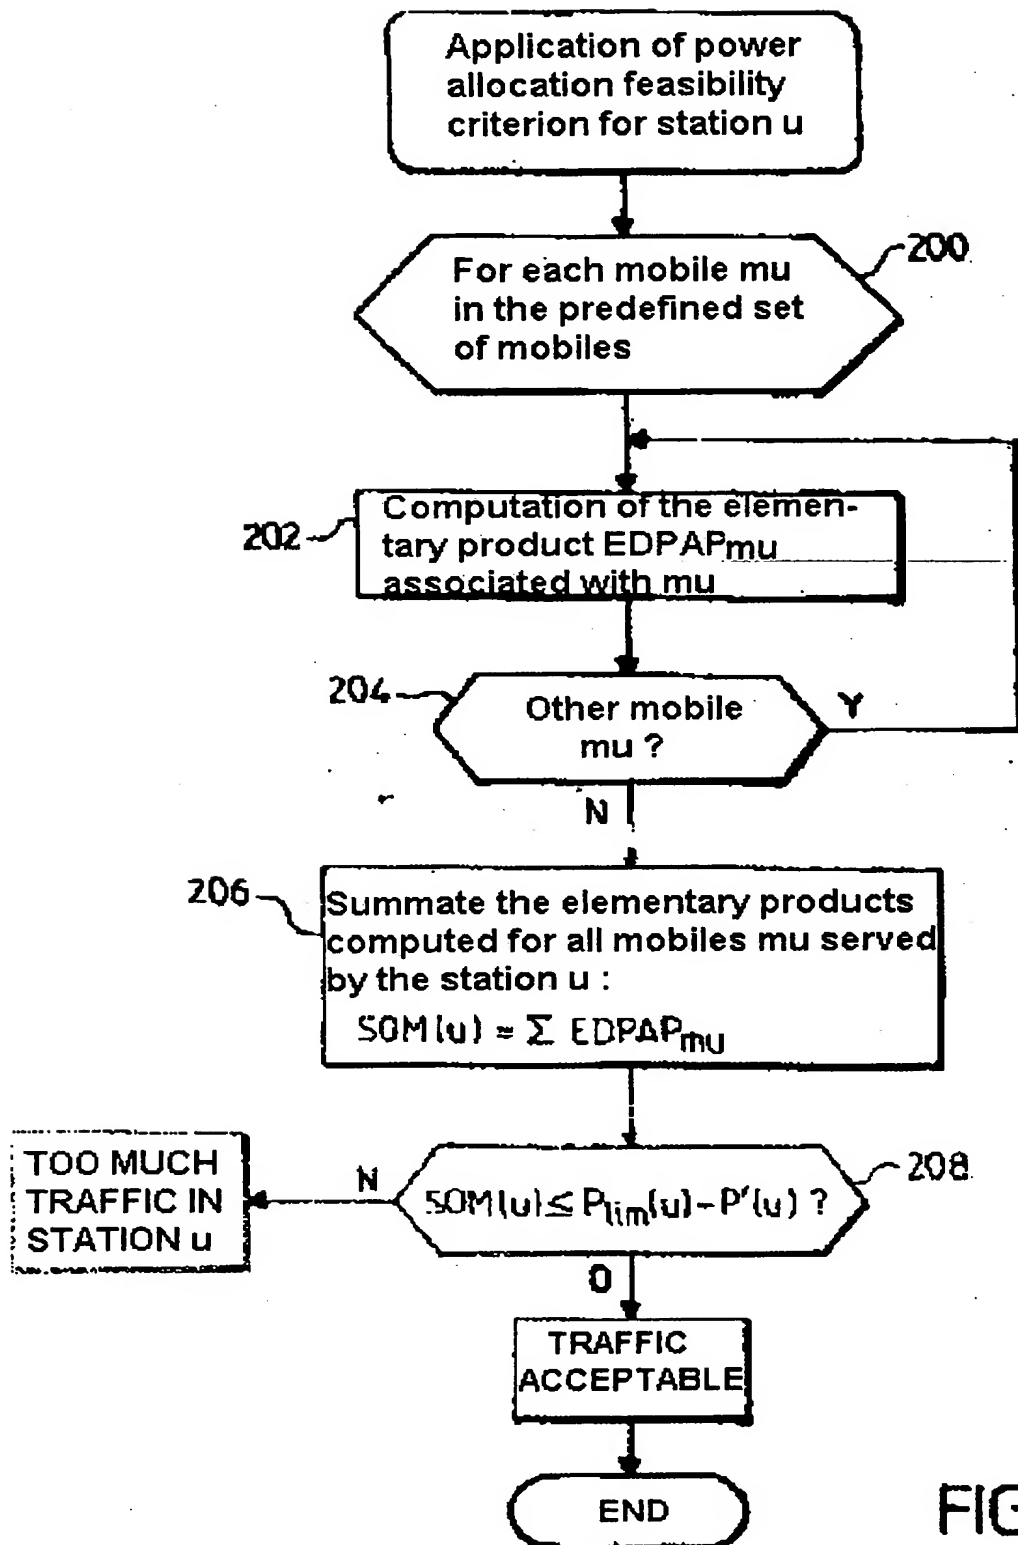 Application of power
allocation feasibility
criterion for station u
200
For each mobile mu
in the predefined set
of mobiles
202
Computation of the elemen-
tary product EDPAPmu
associated with mu
204
Other mobile
mu ?
Y
N
206
Summate the elementary products
computed for all mobiles mu served
by the station u :
SOM(u) = Σ EDPAPmu
208
SOM(u) ≤ Plim(u) - P'(u) ?
N
TOO MUCH
TRAFFIC IN
STATION u
O
TRAFFIC
ACCEPTABLE
END
FIG